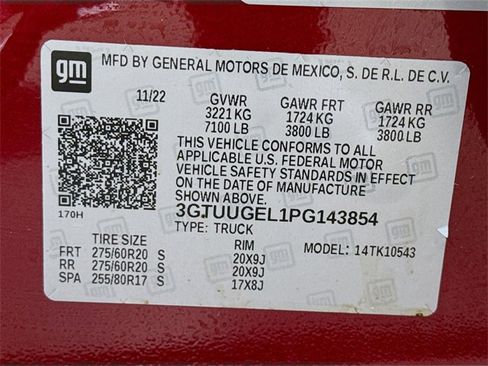 gm
MFD BY GENERAL MOTORS DE MEXICO, S. DE R.L. DE C.V.
11/22 GVWR GAWR FRT GAWR RR
3221 KG 1724 KG 1724 KG
7100 LB 3800 LB 3800 LB
THIS VEHICLE CONFORMS TO ALL
APPLICABLE U.S. FEDERAL MOTOR
VEHICLE SAFETY STANDARDS IN EFFECT
ON THE DATE OF MANUFACTURE
SHOWN ABOVE.
170H 3GTUUGEL1PG143854
TYPE: TRUCK
TIRE SIZE RIM MODEL: 14TK10543
FRT 275/60R20 S 20X9J
RR 275/60R20 S 20X9J
SPA 255/80R17 S 17X8J